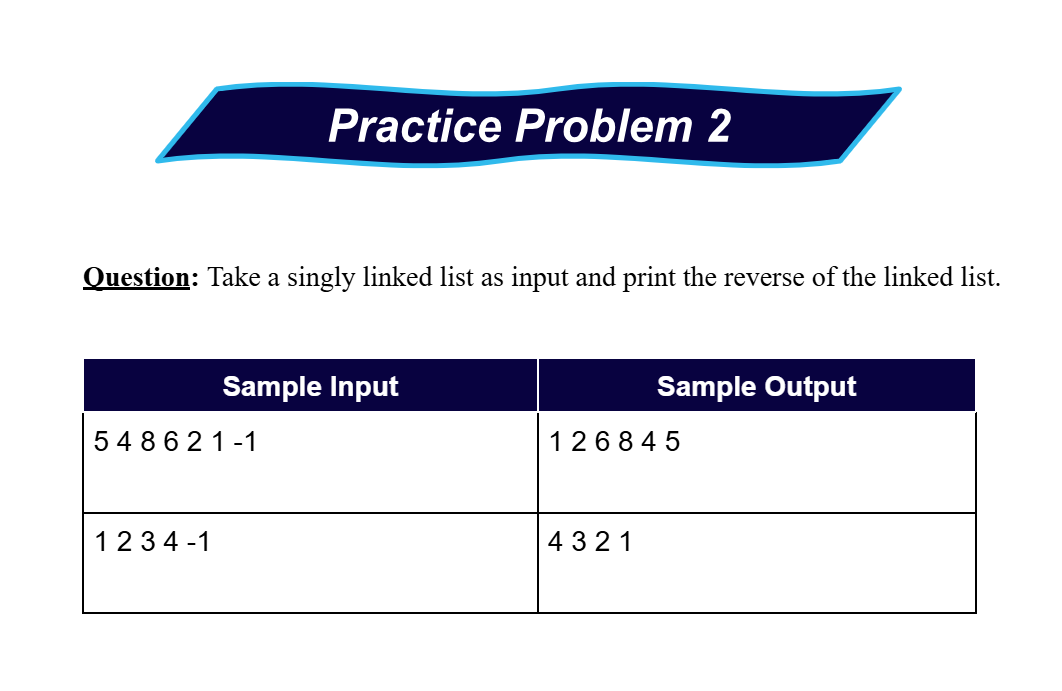 Practice Problem 2
Question: Take a singly linked list as input and print the reverse of the linked list.
Sample Input
Sample Output
5 4 8 6 2 1 -1
1 2 6 8 4 5
1 2 3 4 -1
4 3 2 1